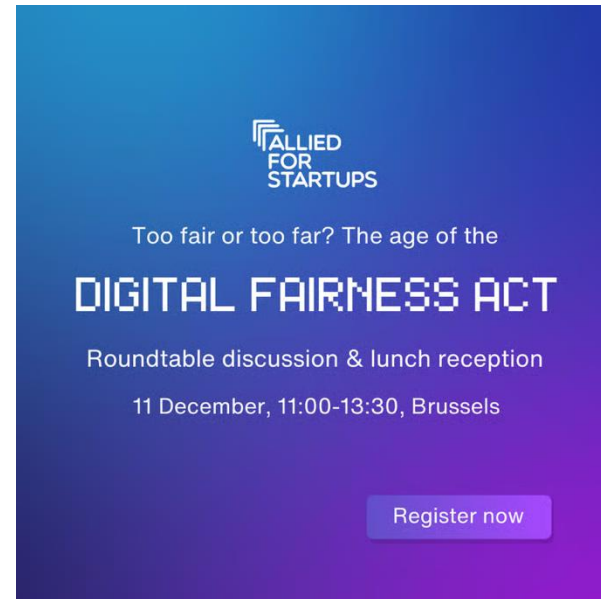 ALLIED
FOR
STARTUPS
Too fair or too far? The age of the
DIGITAL FAIRNESS ACT
Roundtable discussion & lunch reception
11 December, 11:00-13:30, Brussels
Register now